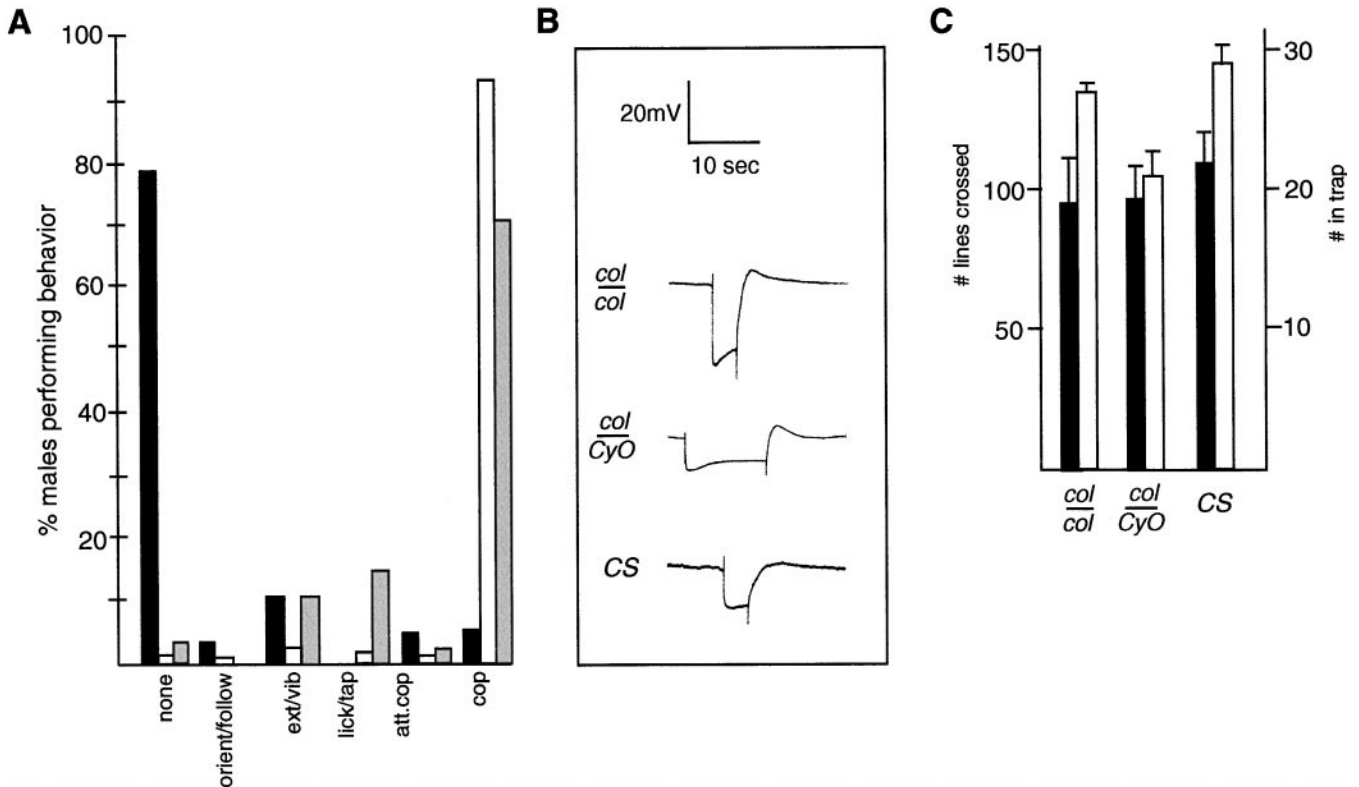 A
% males performing behavior
100
80
60
40
20
none
orient/follow
ext/vib
lick/tap
att.cop
cop
B
20mV
10 sec
col
col
col
CyO
CS
C
# lines crossed
150
100
50
# in trap
30
20
10
col
col
col
CyO
CS